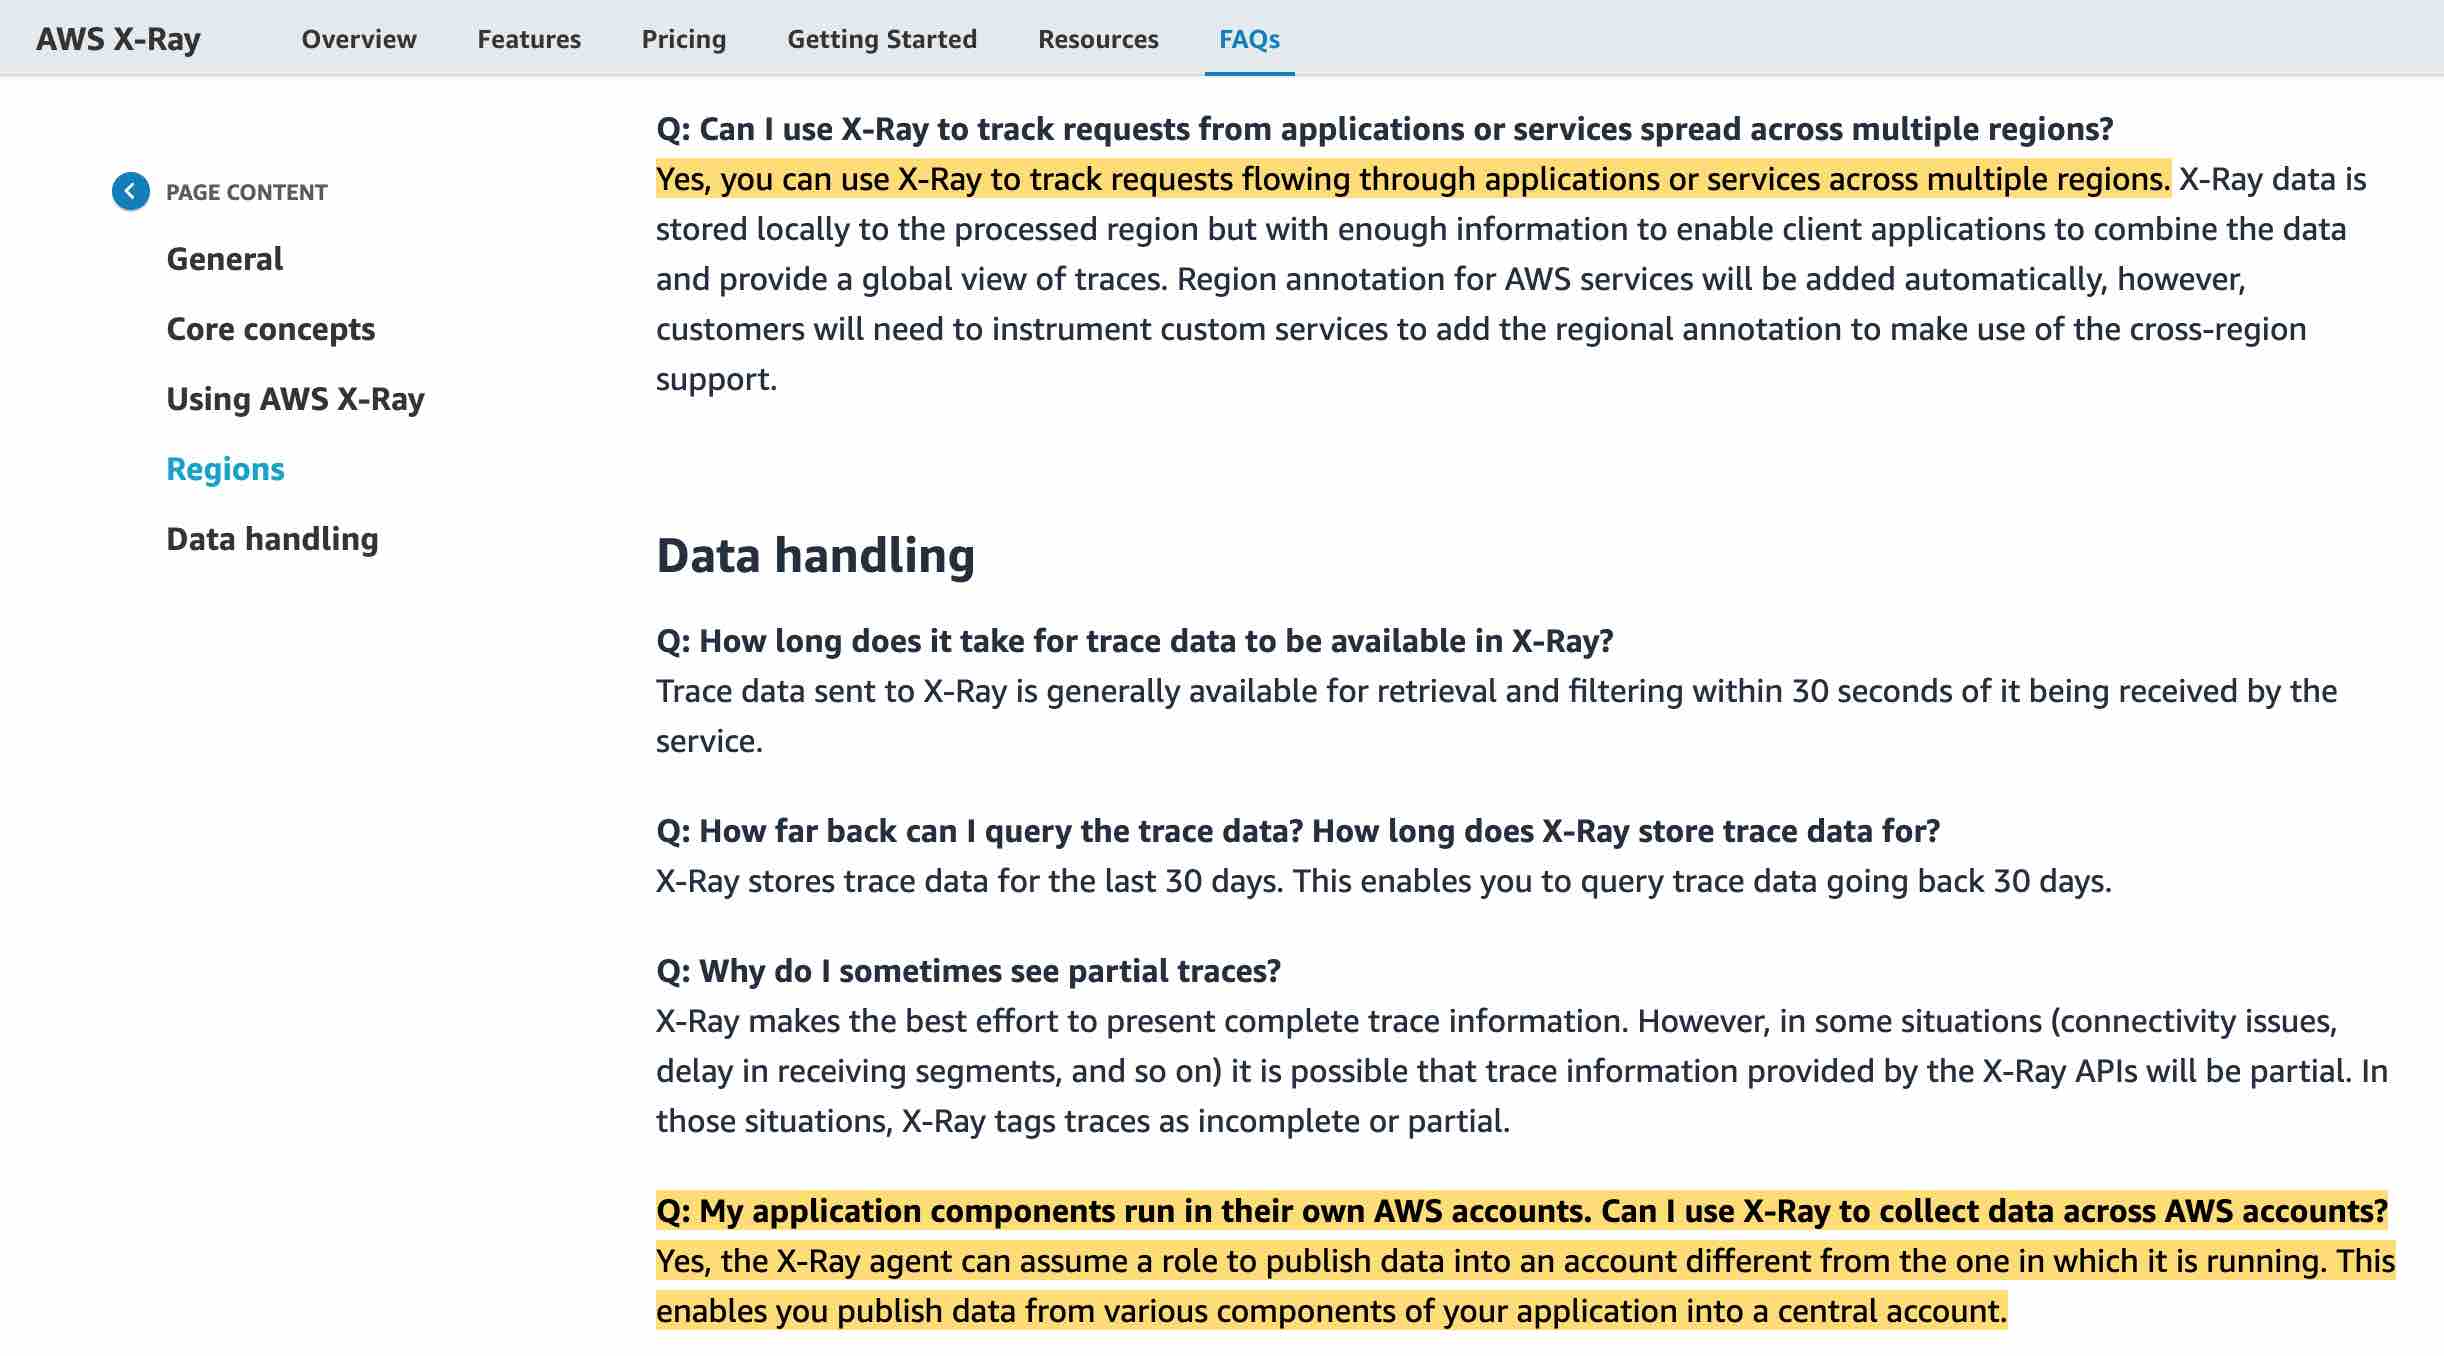 AWS X-Ray
Overview
Features
Pricing
Getting Started
Resources
FAQs
PAGE CONTENT
General
Core concepts
Using AWS X-Ray
Regions
Data handling
Q: Can I use X-Ray to track requests from applications or services spread across multiple regions?
Yes, you can use X-Ray to track requests flowing through applications or services across multiple regions. X-Ray data is
stored locally to the processed region but with enough information to enable client applications to combine the data
and provide a global view of traces. Region annotation for AWS services will be added automatically, however,
customers will need to instrument custom services to add the regional annotation to make use of the cross-region
support.
Data handling
Q: How long does it take for trace data to be available in X-Ray?
Trace data sent to X-Ray is generally available for retrieval and filtering within 30 seconds of it being received by the
service.
Q: How far back can I query the trace data? How long does X-Ray store trace data for?
X-Ray stores trace data for the last 30 days. This enables you to query trace data going back 30 days.
Q: Why do I sometimes see partial traces?
X-Ray makes the best effort to present complete trace information. However, in some situations (connectivity issues,
delay in receiving segments, and so on) it is possible that trace information provided by the X-Ray APIs will be partial. In
those situations, X-Ray tags traces as incomplete or partial.
Q: My application components run in their own AWS accounts. Can I use X-Ray to collect data across AWS accounts?
Yes, the X-Ray agent can assume a role to publish data into an account different from the one in which it is running. This
enables you publish data from various components of your application into a central account.